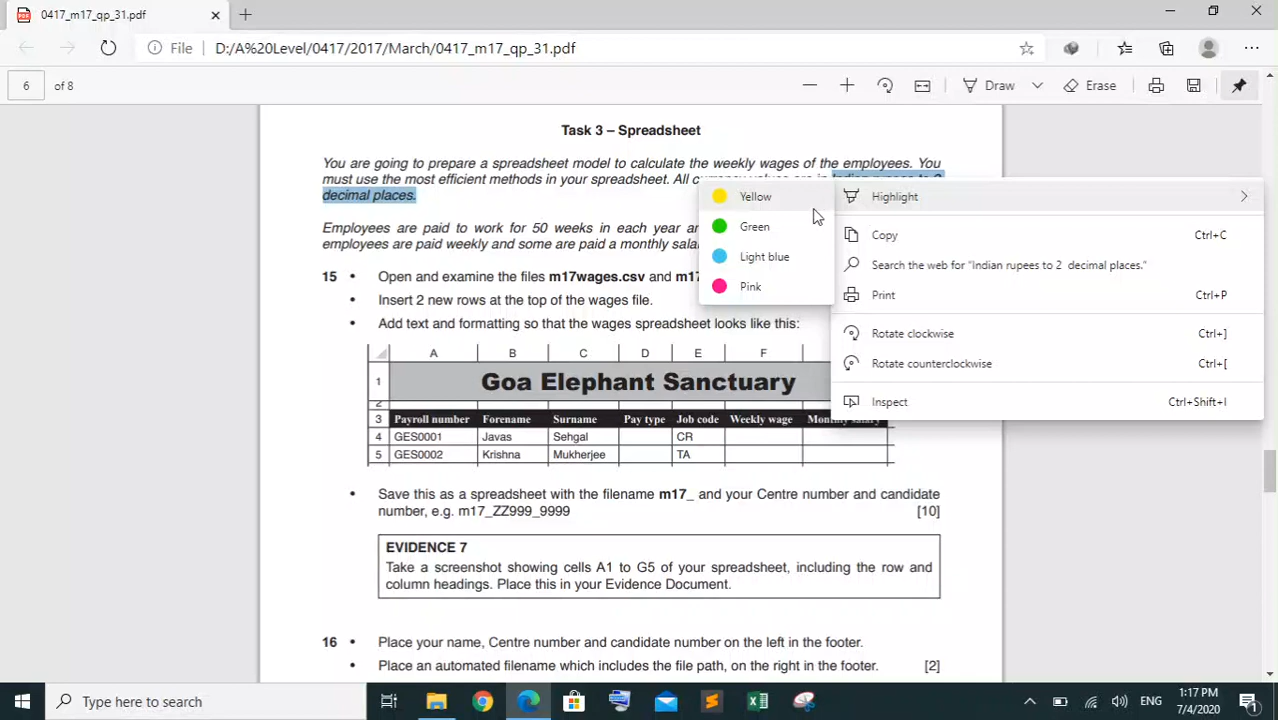 0417_m17_qp_31.pdf
File D:/A%20Level/0417/2017/March/0417_m17_qp_31.pdf
6 of 8
Draw
Erase
Task 3 – Spreadsheet
You are going to prepare a spreadsheet model to calculate the weekly wages of the employees. You
must use the most efficient methods in your spreadsheet. All
decimal places.
Employees are paid to work for 50 weeks in each year
employees are paid weekly and some are paid a monthly
Yellow
Green
Light blue
Pink
Highlight
Copy Ctrl+C
Search the web for "Indian rupees to 2 decimal places."
Print Ctrl+P
Rotate clockwise Ctrl+]
Rotate counterclockwise Ctrl+[
Inspect Ctrl+Shift+I
15 • Open and examine the files m17wages.csv and
• Insert 2 new rows at the top of the wages file.
• Add text and formatting so that the wages spreadsheet looks like this:
A B C D E F
1 Goa Elephant Sanctuary
2
3 Payroll number Forename Surname Pay type Job code Weekly wage Monthly salary
4 GES0001 Javas Sehgal CR
5 GES0002 Krishna Mukherjee TA
• Save this as a spreadsheet with the filename m17_ and your Centre number and candidate
number, e.g. m17_ZZ999_9999 [10]
EVIDENCE 7
Take a screenshot showing cells A1 to G5 of your spreadsheet, including the row and
column headings. Place this in your Evidence Document.
16 • Place your name, Centre number and candidate number on the left in the footer.
• Place an automated filename which includes the file path, on the right in the footer. [2]
Type here to search
ENG
1:17 PM
7/4/2020
1